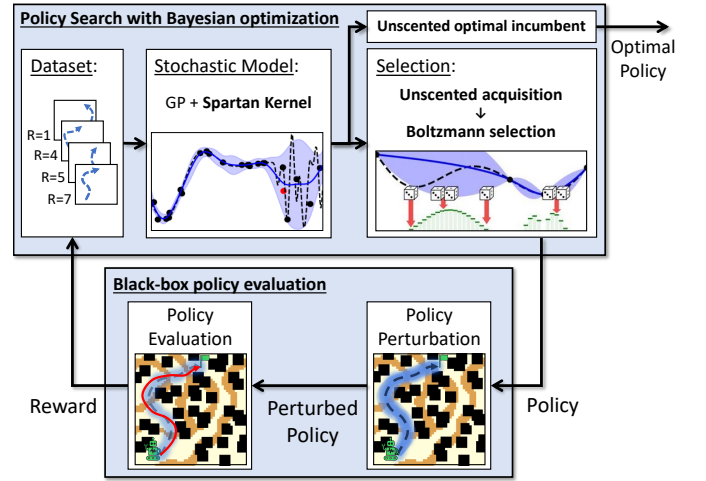 Policy Search with Bayesian optimization
Unscented optimal incumbent
Optimal
Policy
Dataset:
R=1
R=4
R=5
R=7
Stochastic Model:
GP + Spartan Kernel
Selection:
Unscented acquisition
↓
Boltzmann selection
Black-box policy evaluation
Policy
Evaluation
Policy
Perturbation
Reward
Perturbed
Policy
Policy